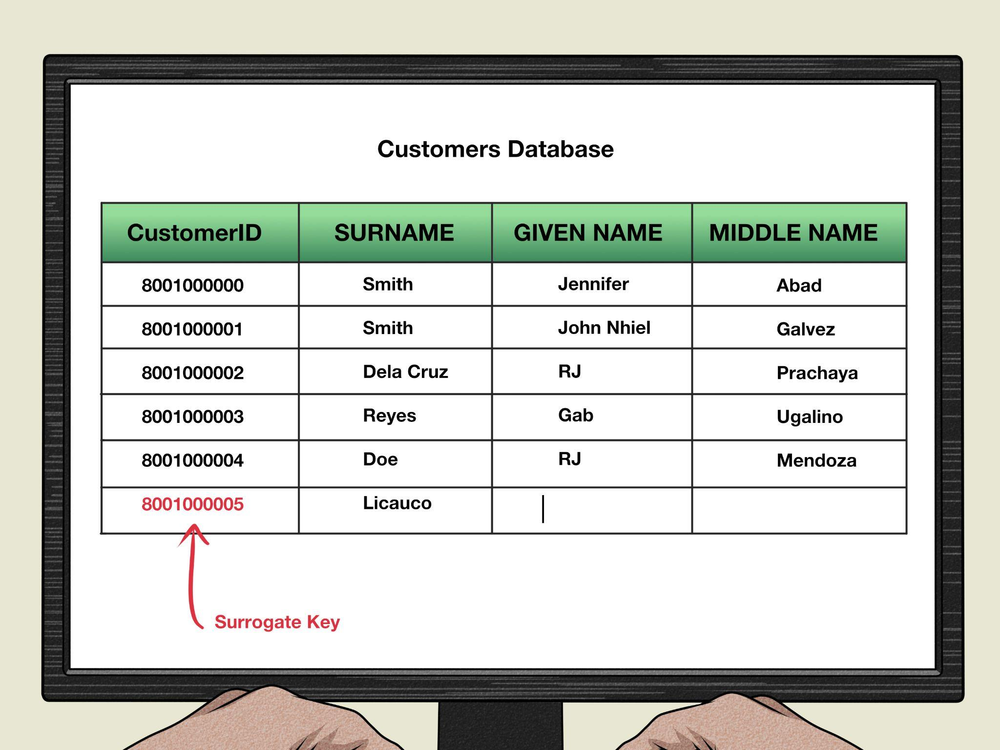 Customers Database
CustomerID SURNAME GIVEN NAME MIDDLE NAME
8001000000 Smith Jennifer Abad
8001000001 Smith John Nhiel Galvez
8001000002 Dela Cruz RJ Prachaya
8001000003 Reyes Gab Ugalino
8001000004 Doe RJ Mendoza
8001000005 Licauco
Surrogate Key